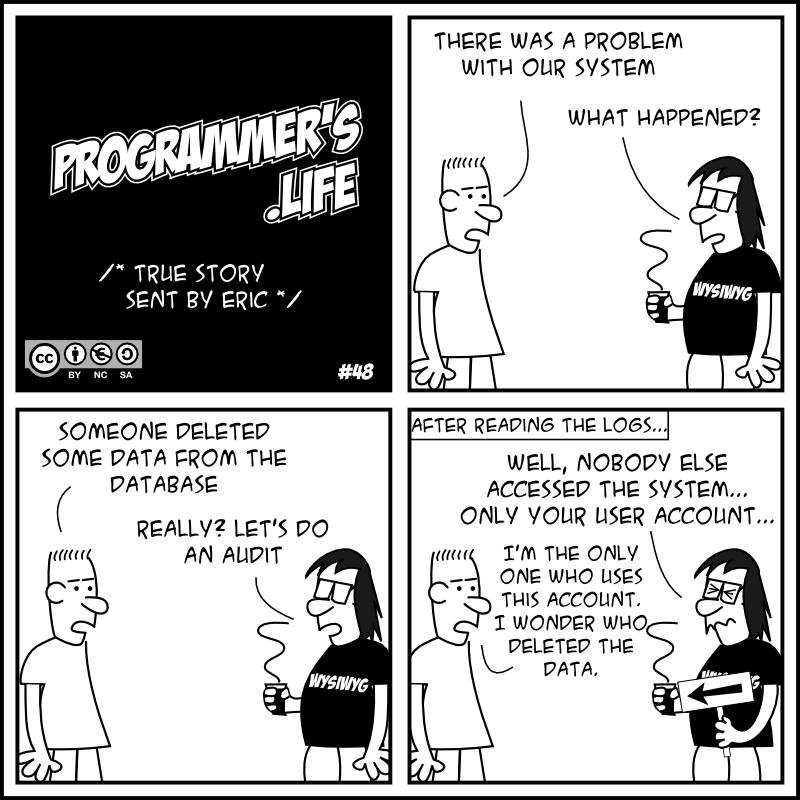 PROGRAMMER'S
.LIFE
/* TRUE STORY
SENT BY ERIC */
cc
BY NC SA
#48
THERE WAS A PROBLEM
WITH OUR SYSTEM
WHAT HAPPENED?
WYSIWYG
SOMEONE DELETED
SOME DATA FROM THE
DATABASE
REALLY? LET'S DO
AN AUDIT
WYSIWYG
AFTER READING THE LOGS...
WELL, NOBODY ELSE
ACCESSED THE SYSTEM...
ONLY YOUR USER ACCOUNT...
I'M THE ONLY
ONE WHO USES
THIS ACCOUNT.
I WONDER WHO
DELETED THE
DATA.